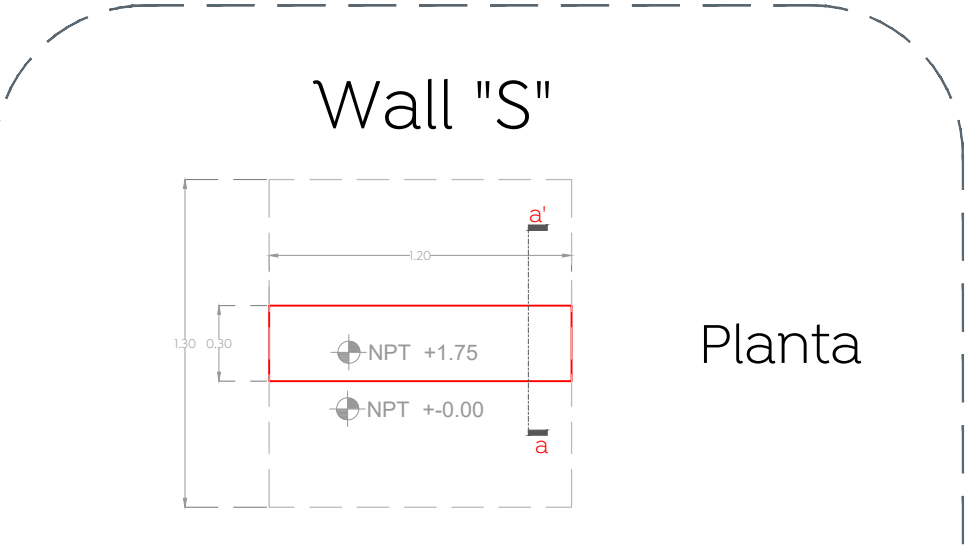 Wall "S"
a'
1.20
1.30 0.30
NPT +1.75
Planta
NPT +-0.00
a